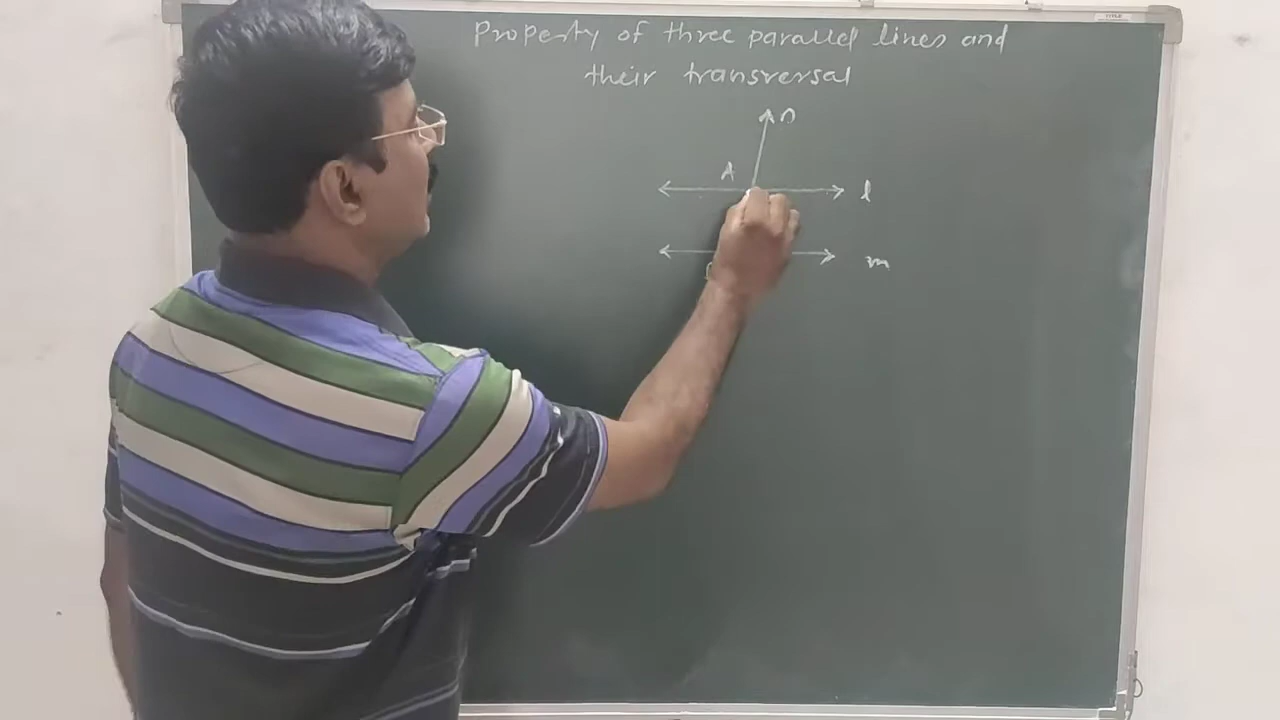 Property of three parallel lines and
their transversal
n
A
l
m